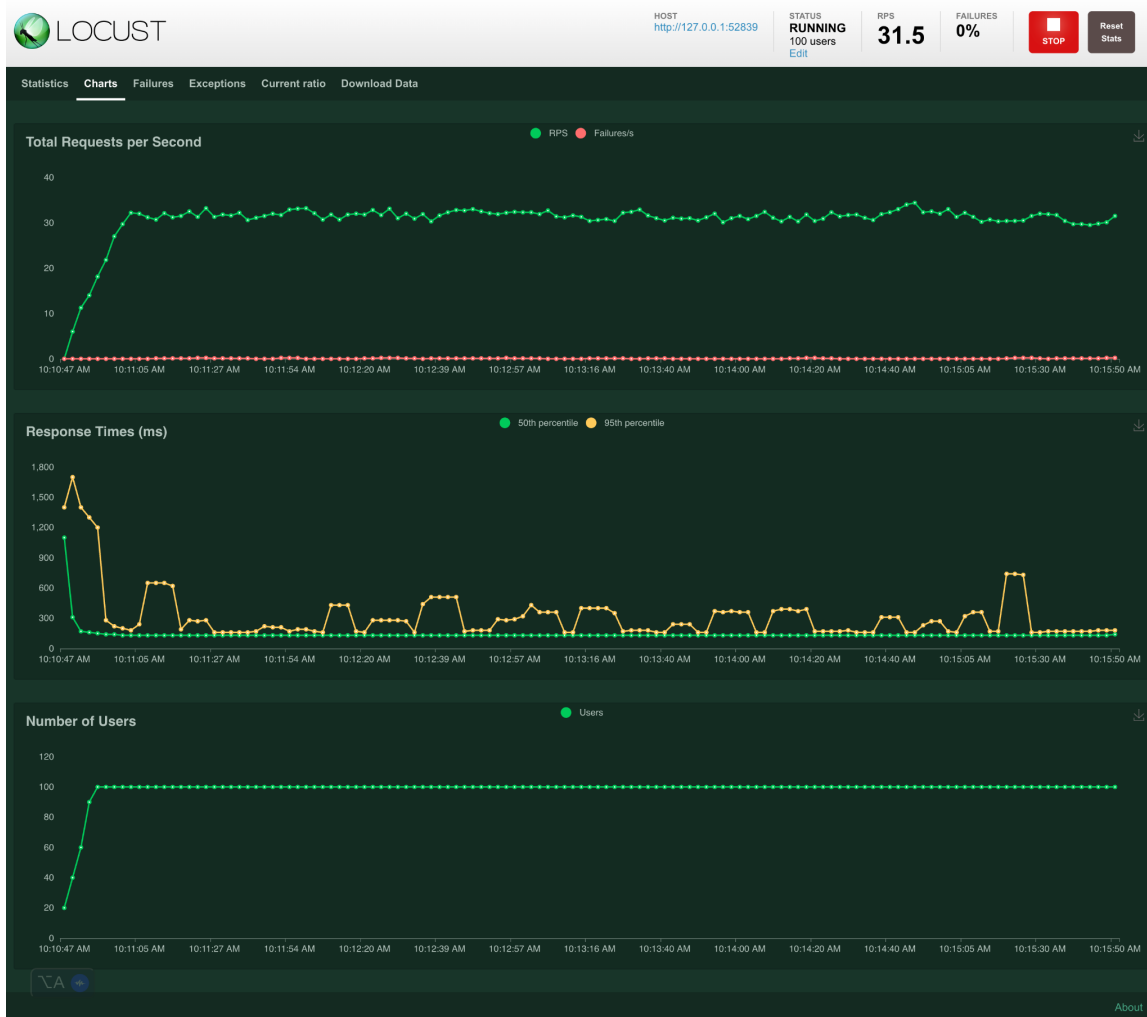 LOCUST
HOST
http://127.0.0.1:52839
STATUS
RUNNING
100 users
Edit
RPS
31.5
FAILURES
0%
STOP
Reset
Stats
Statistics Charts Failures Exceptions Current ratio Download Data
Total Requests per Second
RPS Failures/s
40
30
20
10
0
10:10:47 AM 10:11:05 AM 10:11:27 AM 10:11:54 AM 10:12:20 AM 10:12:39 AM 10:12:57 AM 10:13:16 AM 10:13:40 AM 10:14:00 AM 10:14:20 AM 10:14:40 AM 10:15:05 AM 10:15:30 AM 10:15:50 AM
Response Times (ms)
50th percentile 95th percentile
1,800
1,500
1,200
900
600
300
0
10:10:47 AM 10:11:05 AM 10:11:27 AM 10:11:54 AM 10:12:20 AM 10:12:39 AM 10:12:57 AM 10:13:16 AM 10:13:40 AM 10:14:00 AM 10:14:20 AM 10:14:40 AM 10:15:05 AM 10:15:30 AM 10:15:50 AM
Number of Users
Users
120
100
80
60
40
20
0
10:10:47 AM 10:11:05 AM 10:11:27 AM 10:11:54 AM 10:12:20 AM 10:12:39 AM 10:12:57 AM 10:13:16 AM 10:13:40 AM 10:14:00 AM 10:14:20 AM 10:14:40 AM 10:15:05 AM 10:15:30 AM 10:15:50 AM
⌥A
About